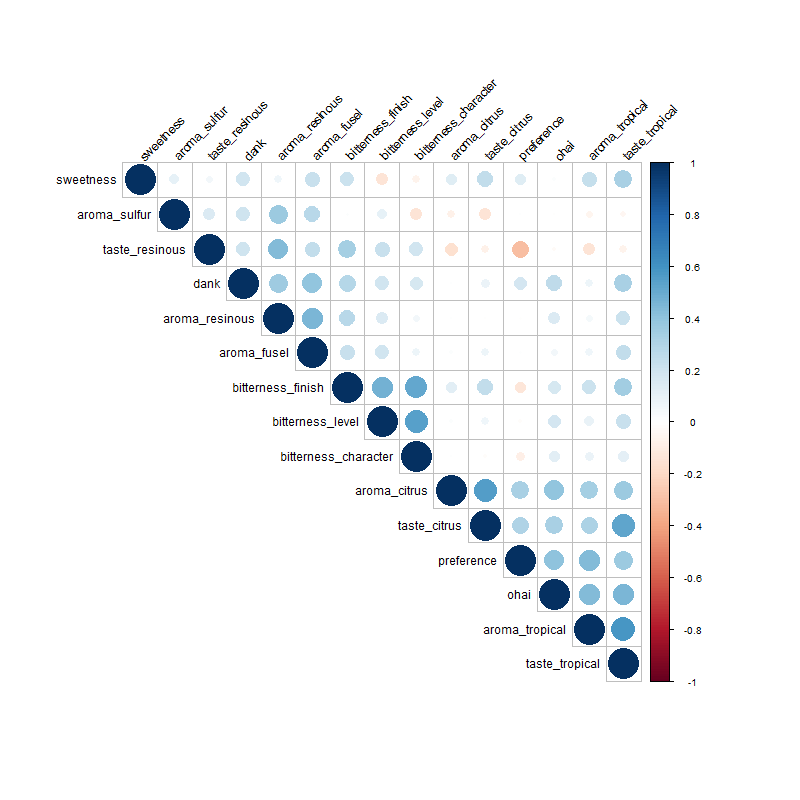 sweetness
aroma_sulfur
taste_resinous
dank
aroma_resinous
aroma_fusel
bitterness_finish
bitterness_level
bitterness_character
aroma_citrus
taste_citrus
preference
ohai
aroma_tropical
taste_tropical
sweetness
aroma_sulfur
taste_resinous
dank
aroma_resinous
aroma_fusel
bitterness_finish
bitterness_level
bitterness_character
aroma_citrus
taste_citrus
preference
ohai
aroma_tropical
taste_tropical
1
0.8
0.6
0.4
0.2
0
-0.2
-0.4
-0.6
-0.8
-1